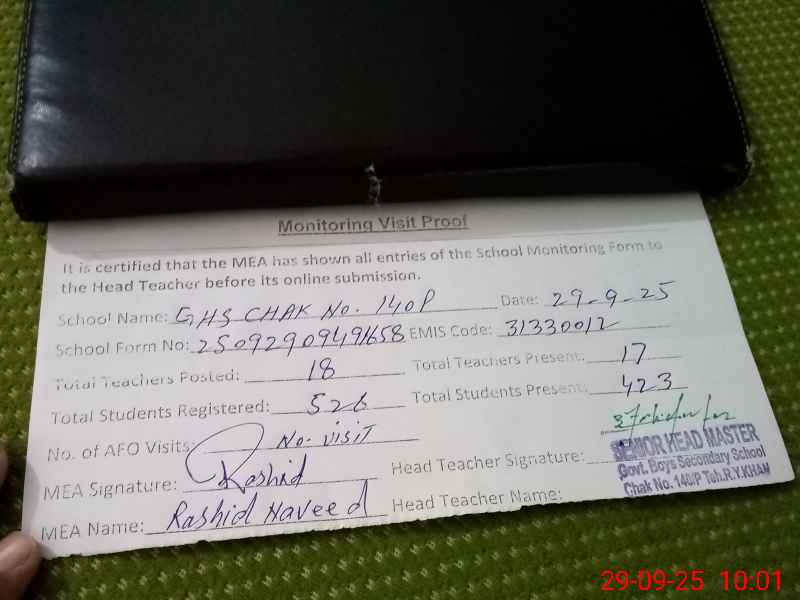 Monitoring Visit Proof
It is certified that the MEA has shown all entries of the School Monitoring Form to
the Head Teacher before its online submission.
School Name: GHS CHAK No. 140P Date: 29-9-25
School Form No: 25092909491658 EMIS Code: 31330012
Total Teachers Posted: 18 Total Teachers Present: 17
Total Students Registered: 526 Total Students Present: 423
No. of AFO Visits: No. visit
MEA Signature: Rashid Head Teacher Signature:
SENIOR HEAD MASTER
Govt. Boys Secondary School
Chak No. 140/P Teh.R.Y.KHAN
MEA Name: Rashid Naveed Head Teacher Name:
29-09-25 10:01